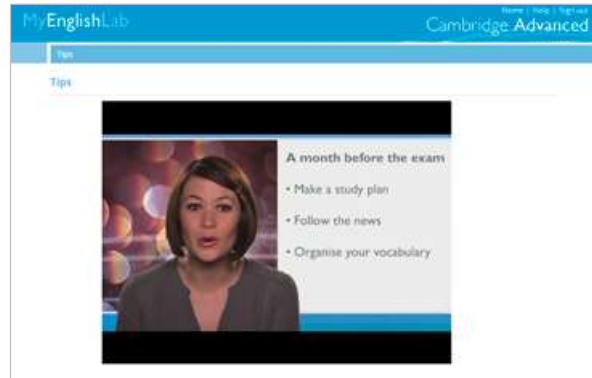 Home | Help | Sign out
MyEnglishLab
Cambridge Advanced
Tips
Tips
A month before the exam
• Make a study plan
• Follow the news
• Organise your vocabulary